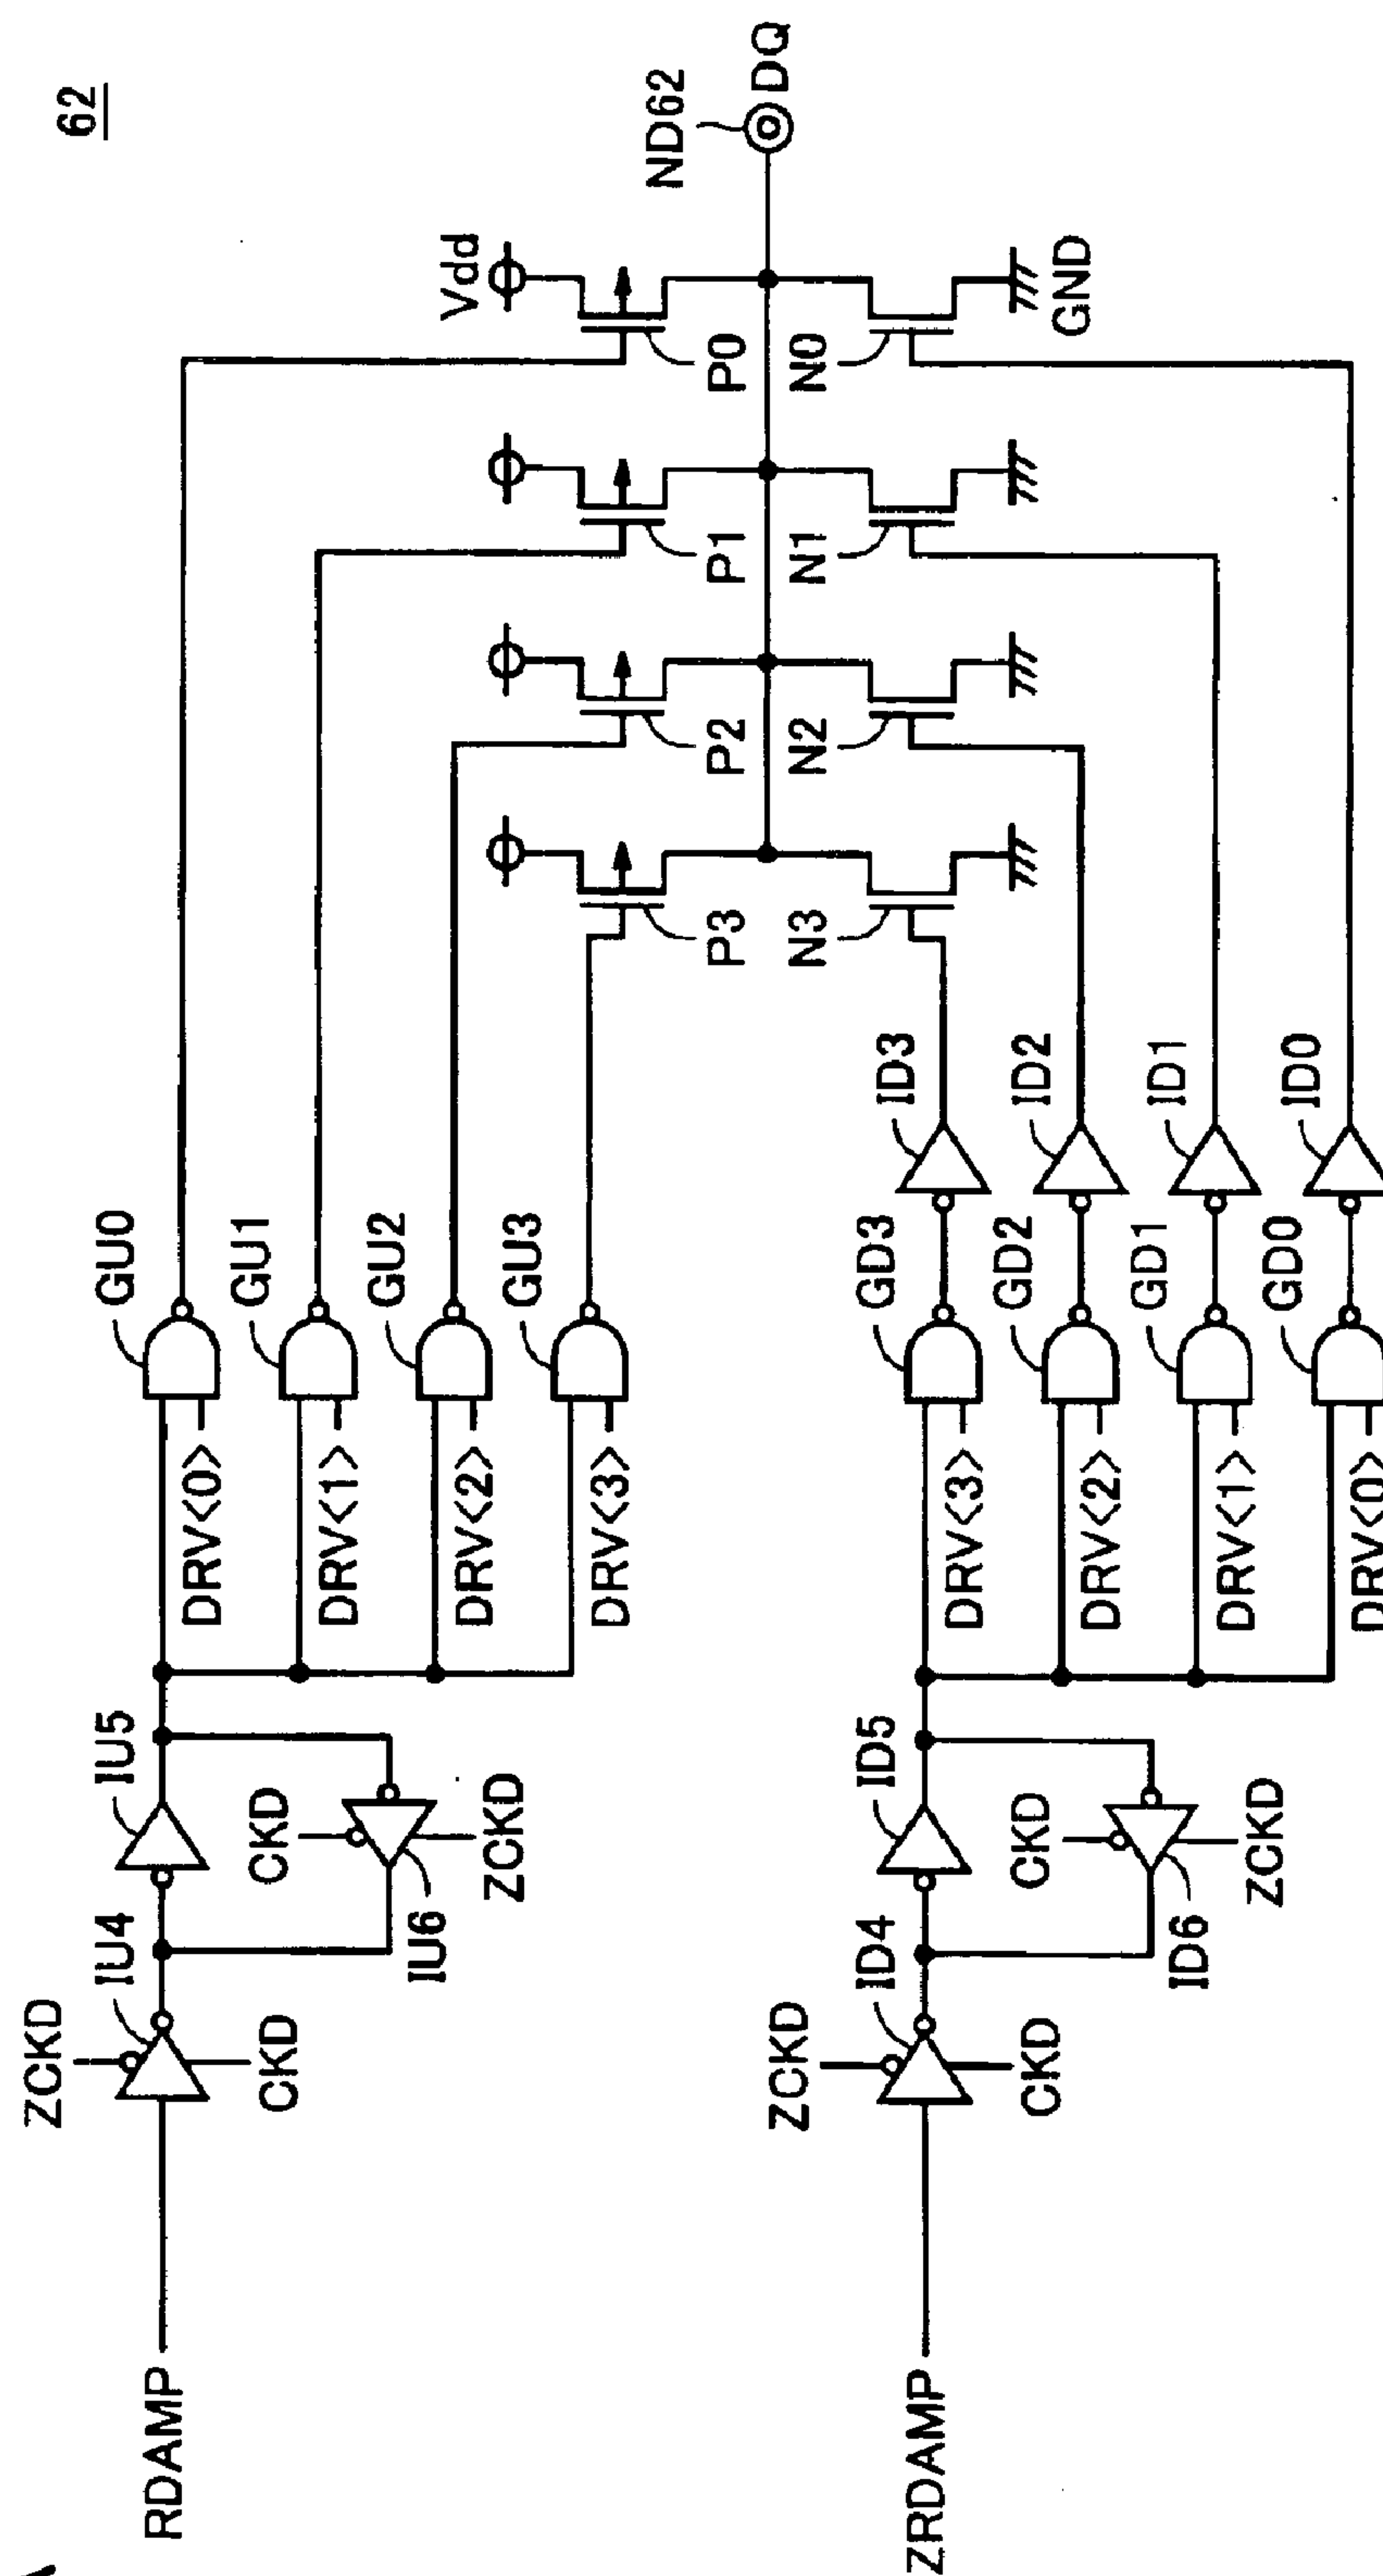 62
ND62
DQ
Vdd
GND
P0
P1
P2
P3
N0
N1
N2
N3
GU0
GU1
GU2
GU3
DRV<0>
DRV<1>
DRV<2>
DRV<3>
ID3
ID2
ID1
ID0
GD3
GD2
GD1
GD0
DRV<3>
DRV<2>
DRV<1>
DRV<0>
IU5
CKD
ZCKD
IU6
IU4
ZCKD
CKD
RDAMP
ID5
CKD
ZCKD
ID6
ID4
ZCKD
CKD
ZRDAMP